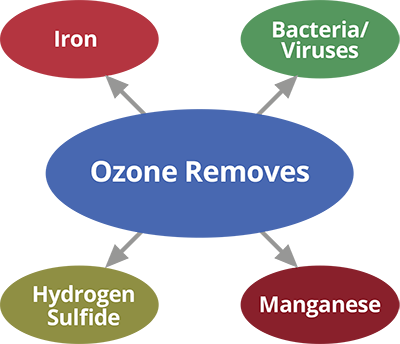 Iron
Bacteria/
Viruses
Ozone Removes
Hydrogen
Sulfide
Manganese